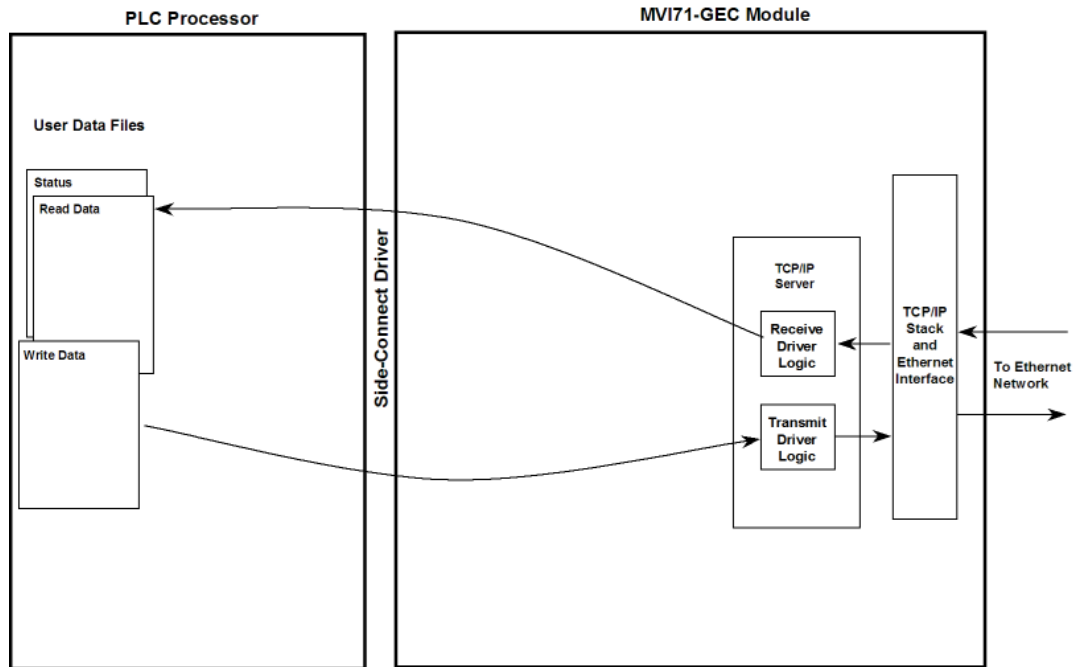 PLC Processor
MVI71-GEC Module
User Data Files
Status
Read Data
Write Data
Side-Connect Driver
TCP/IP
Server
Receive
Driver
Logic
Transmit
Driver
Logic
TCP/IP
Stack
and
Ethernet
Interface
To Ethernet
Network